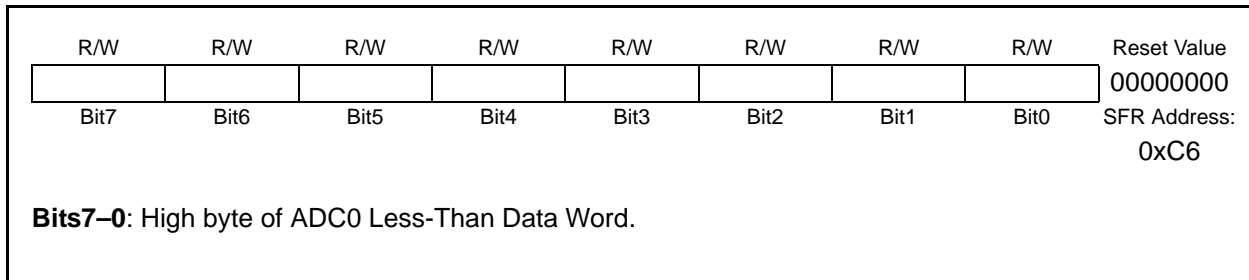 R/W R/W R/W R/W R/W R/W R/W R/W Reset Value
00000000
Bit7 Bit6 Bit5 Bit4 Bit3 Bit2 Bit1 Bit0 SFR Address:
0xC6
Bits7–0: High byte of ADC0 Less-Than Data Word.